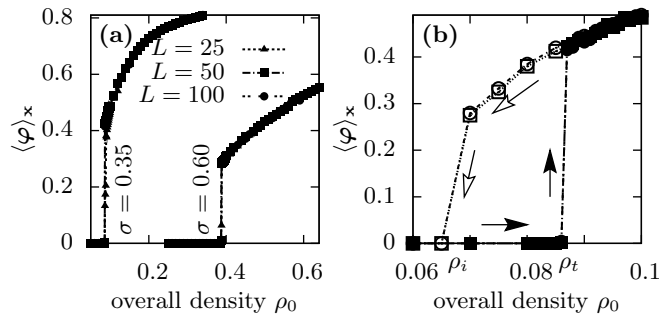 (a)
L = 25
L = 50
L = 100
σ = 0.35
σ = 0.60
0.8
0.6
0.4
0.2
0
0.2
0.4
0.6
⟨φ⟩ₓ
overall density ρ₀
(b)
0.4
0.3
0.2
0.1
0
0.06
ρᵢ
0.08
ρₜ
0.1
⟨φ⟩ₓ
overall density ρ₀